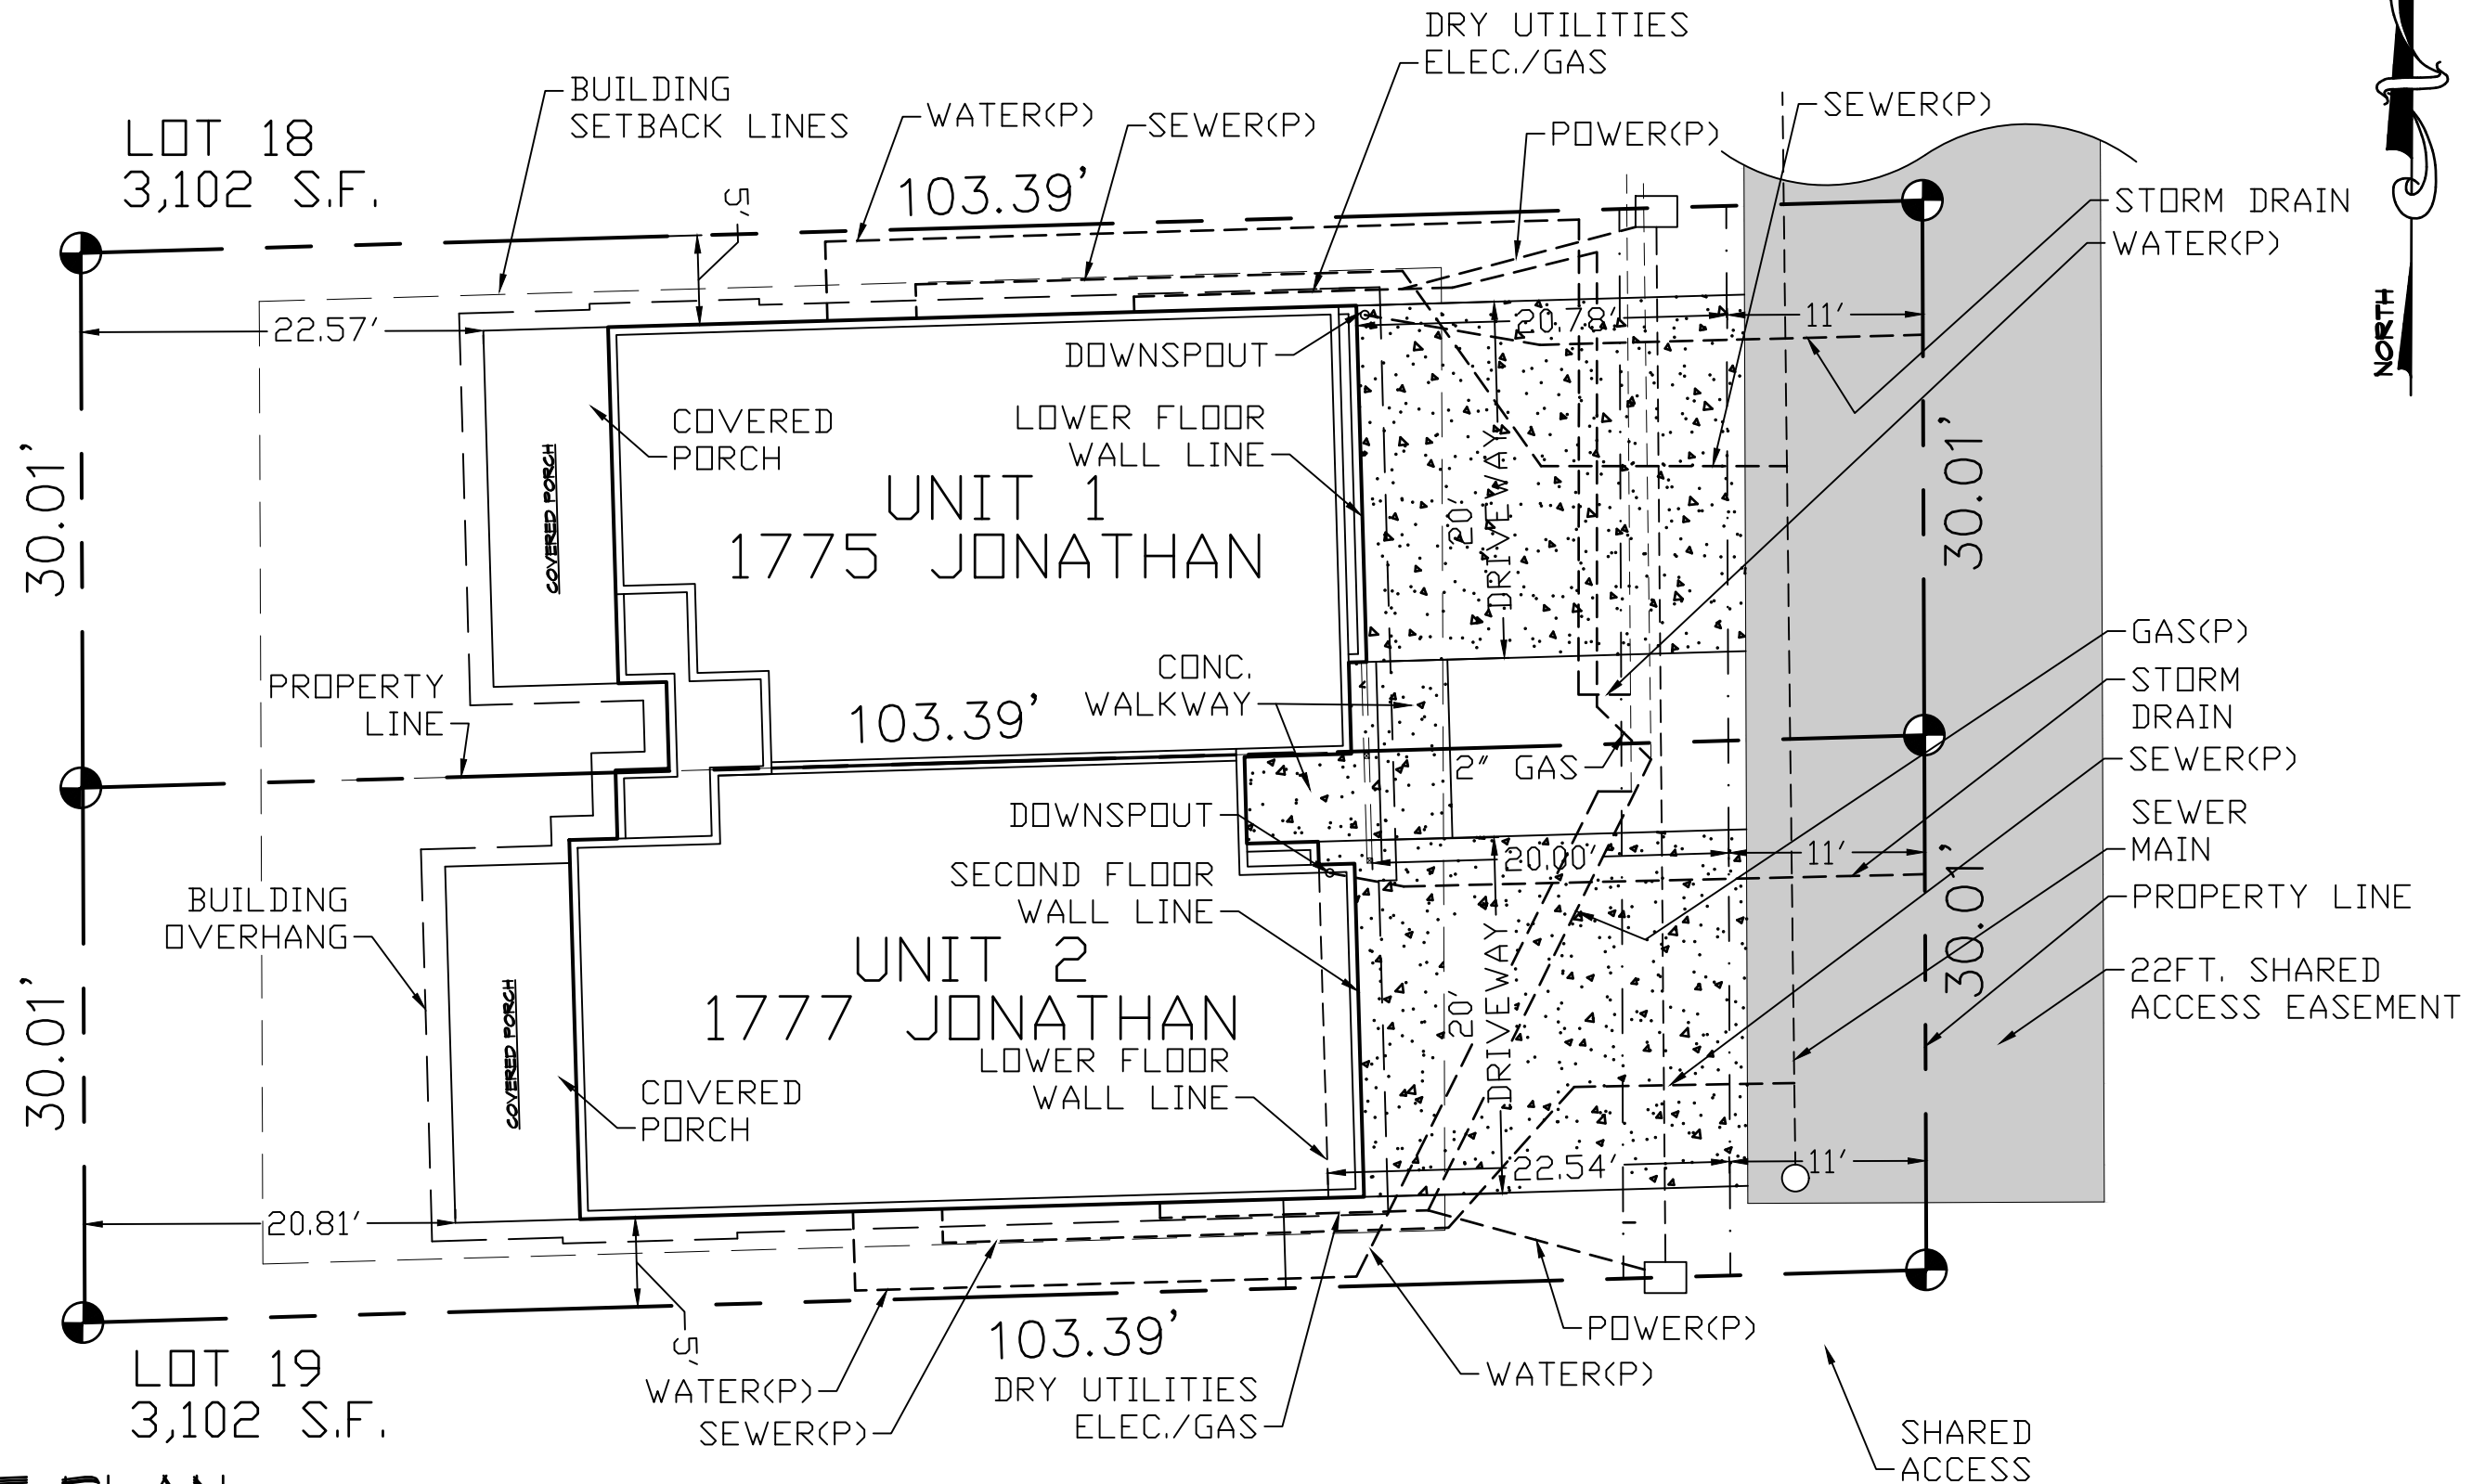 DRY UTILITIES
ELEC./GAS
BUILDING
SETBACK LINES
WATER(P)
SEWER(P)
POWER(P)
SEWER(P)
LOT 18
3,102 S.F.
5'
103.39'
STORM DRAIN
WATER(P)
NORTH
22.57'
20.78'
11'
DOWNSPOUT
COVERED
PORCH
COVERED PORCH
LOWER FLOOR
WALL LINE
30.01'
30.01'
UNIT 1
1775 JONATHAN
20'
DRIVEWAY
GAS(P)
STORM
DRAIN
SEWER(P)
SEWER
MAIN
PROPERTY LINE
22FT. SHARED
ACCESS EASEMENT
PROPERTY
LINE
CONC.
WALKWAY
103.39'
2" GAS
DOWNSPOUT
20.00'
11'
SECOND FLOOR
WALL LINE
BUILDING
OVERHANG
30.01'
30.01'
UNIT 2
1777 JONATHAN
20'
DRIVEWAY
LOWER FLOOR
WALL LINE
COVERED PORCH
COVERED
PORCH
22.54'
11'
20.81'
5'
103.39'
POWER(P)
WATER(P)
LOT 19
3,102 S.F.
WATER(P)
SEWER(P)
DRY UTILITIES
ELEC./GAS
SHARED
ACCESS